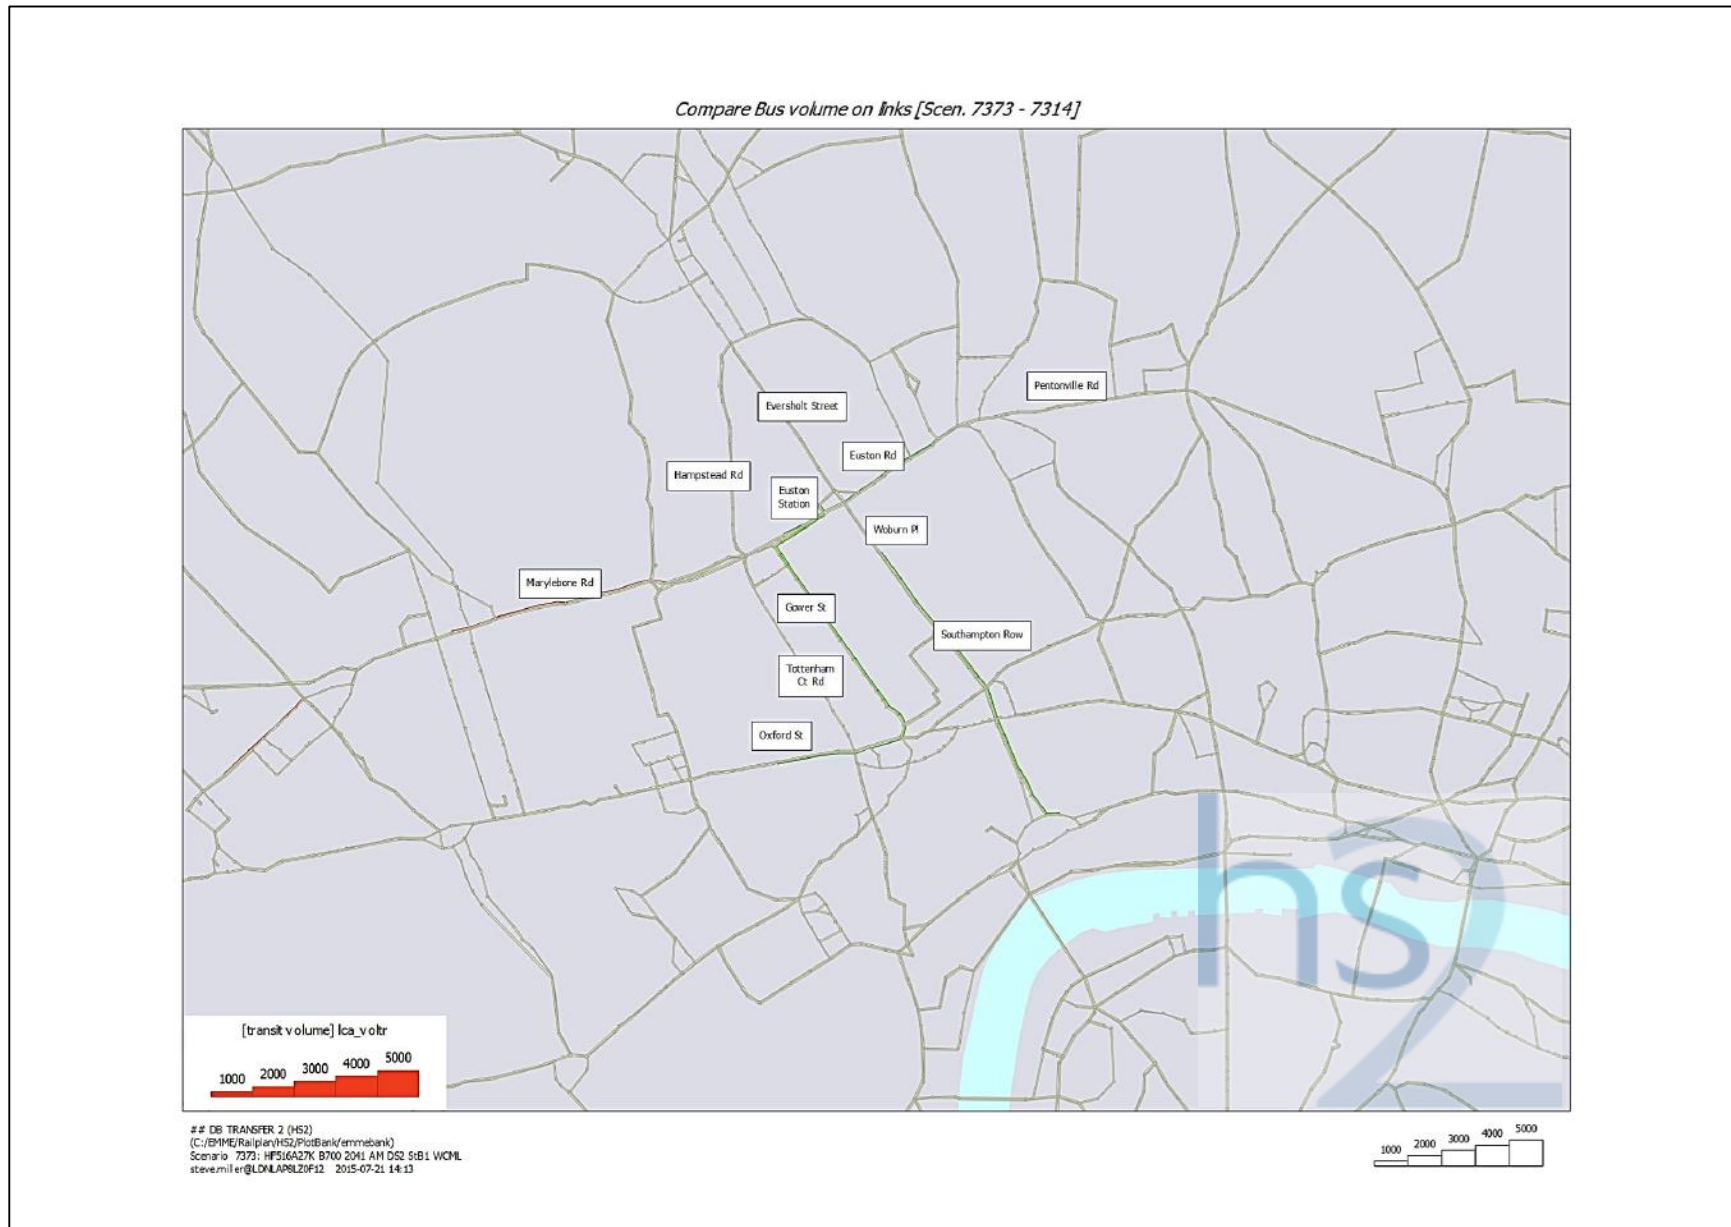 Compare Bus volume on links [Scen. 7373 - 7314]
Pentonville Rd
Eversholt Street
Euston Rd
Hampstead Rd
Euston
Station
Woburn Pl
Marylebone Rd
Gower St
Southampton Row
Tottenham
Ct Rd
Oxford St
hs2
[transit volume] lca_voltr
1000 2000 3000 4000 5000
## DB TRANSFER 2 (HS2)
(C:/EMME/Railplan/HS2/PlotBank/emmebank)
Scenario 7373: HF516A27K B700 2041 AM DS2 StB1 WCML
steve.miller@LDNLAP8LZ0F12 2015-07-21 14:13
1000 2000 3000 4000 5000